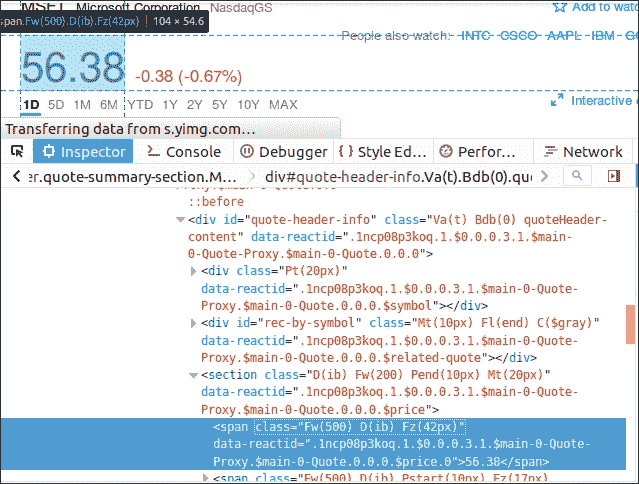 MSFT Microsoft Corporation NasdaqGS Add to watc
span.Fw(500).D(ib).Fz(42px) | 104 × 54.6
People also watch: INTC CSCO AAPL IBM GO
56.38 -0.38 (-0.67%)
1D 5D 1M 6M YTD 1Y 2Y 5Y 10Y MAX Interactive c
Transferring data from s.yimg.com...
Inspector Console Debugger Style Ed... Perfor... Network
er.quote-summary-section.M... div#quote-header-info.Va(t).Bdb(0).quo
::before
<div id="quote-header-info" class="Va(t) Bdb(0) quoteHeader-
content" data-reactid=".1ncp08p3koq.1.$0.0.0.3.1.$main-
0-Quote-Proxy.$main-0-Quote.0.0.0">
<div class="Pt(20px)"
data-reactid=".1ncp08p3koq.1.$0.0.0.3.1.$main-0-Quote-
Proxy.$main-0-Quote.0.0.0.$symbol"></div>
<div id="rec-by-symbol" class="Mt(10px) Fl(end) C($gray)"
data-reactid=".1ncp08p3koq.1.$0.0.0.3.1.$main-0-Quote-
Proxy.$main-0-Quote.0.0.0.$related-quote"></div>
<section class="D(ib) Fw(200) Pend(10px) Mt(20px)"
data-reactid=".1ncp08p3koq.1.$0.0.0.3.1.$main-0-Quote-
Proxy.$main-0-Quote.0.0.0.$price">
<span class="Fw(500) D(ib) Fz(42px)"
data-reactid=".1ncp08p3koq.1.$0.0.0.3.1.$main-0-Quote-
Proxy.$main-0-Quote.0.0.0.$price.0">56.38</span>
<span class="Fw(500) D(ib) Pstart(10px) Fz(17px)